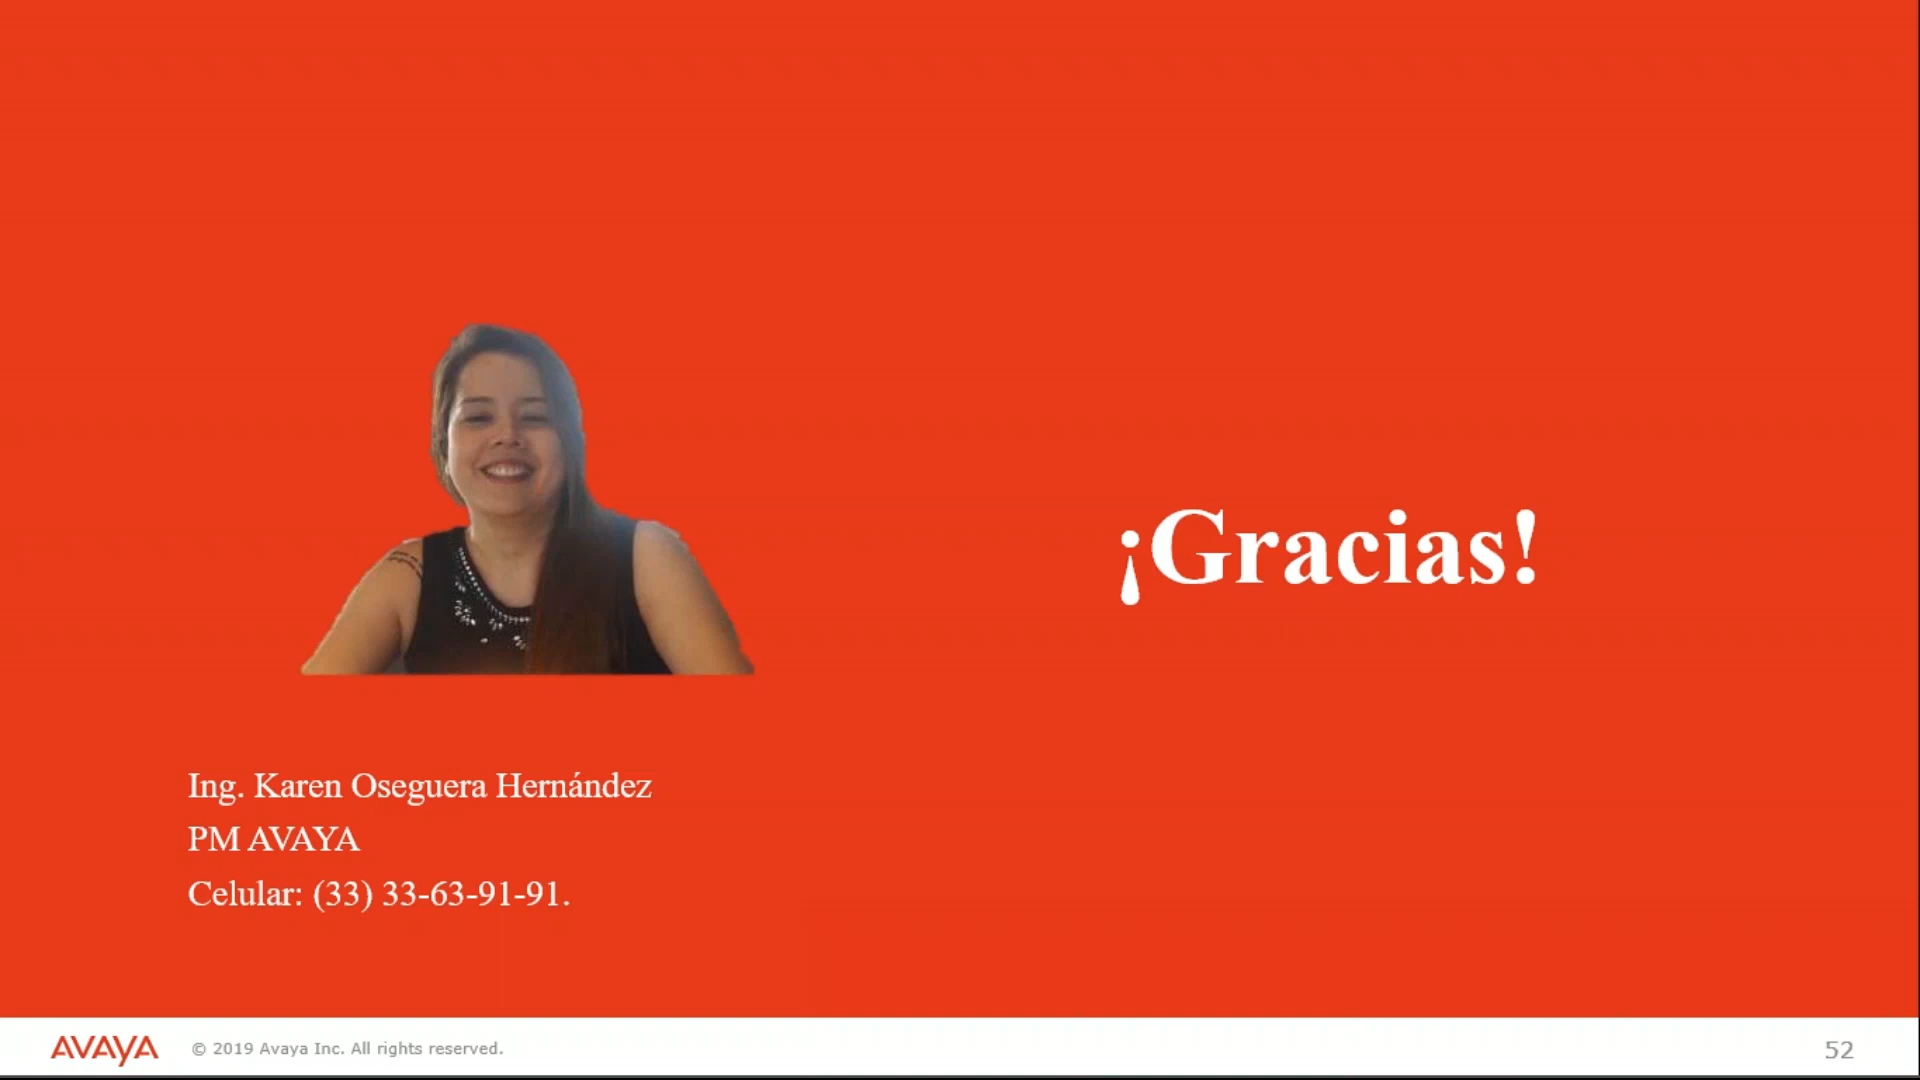 ¡Gracias!
Ing. Karen Oseguera Hernández
PM AVAYA
Celular: (33) 33-63-91-91.
AVAYA
© 2019 Avaya Inc. All rights reserved.
52